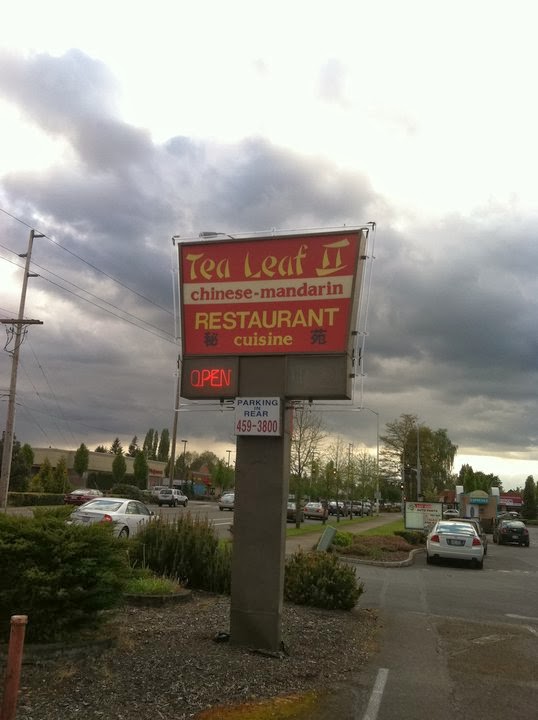 Tea Leaf II
chinese-mandarin
RESTAURANT
cuisine
OPEN
PARKING
IN
REAR
459-3800